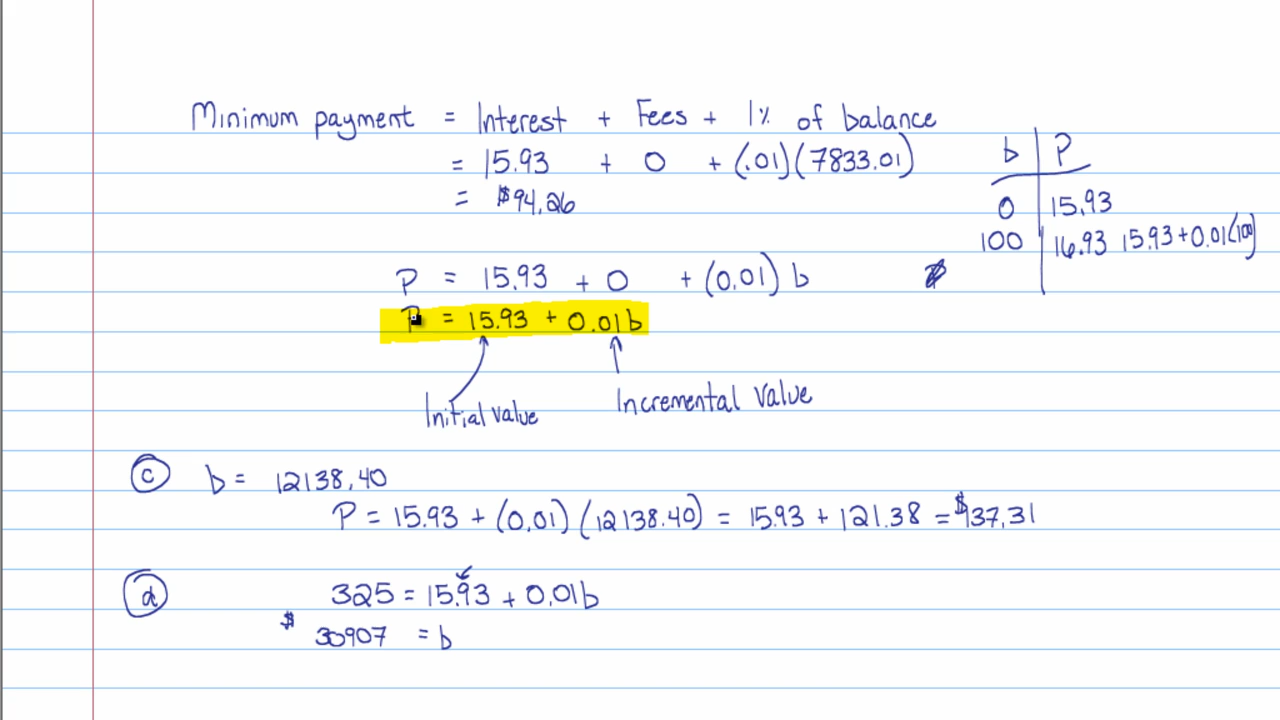 Minimum payment = Interest + Fees + 1% of balance
= 15.93 + 0 + (.01)(7833.01)
= $94.26
b | P
0 | 15.93
100 | 16.93 15.93 + 0.01(100)
P = 15.93 + 0 + (0.01) b
P = 15.93 + 0.01b
Initial value
Incremental value
(c) b = 12138.40
P = 15.93 + (0.01)(12138.40) = 15.93 + 121.38 = $137.31
(d) 325 = 15.93 + 0.01b
$ 30907 = b